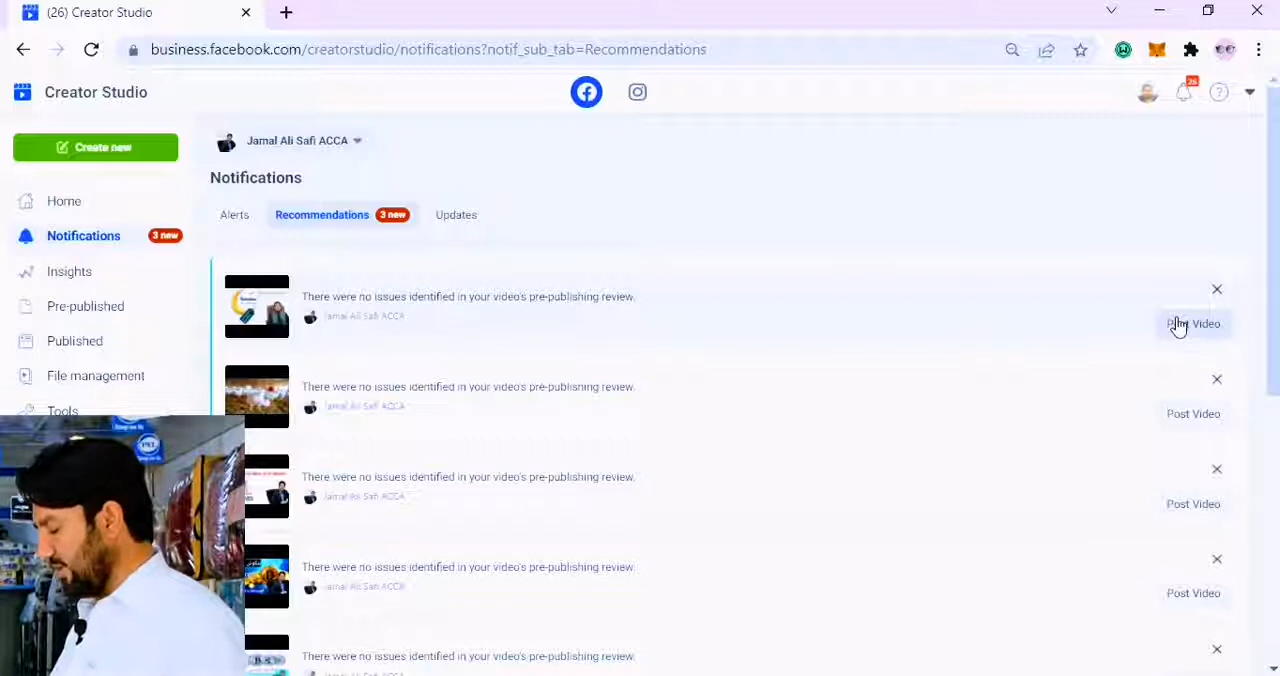 (26) Creator Studio
business.facebook.com/creatorstudio/notifications?notif_sub_tab=Recommendations
Creator Studio
26
Create new
Jamal Ali Safi ACCA
Notifications
Home
Alerts
Recommendations 3 new
Updates
Notifications 3 new
Insights
Pre-published
Published
File management
Tools
There were no issues identified in your video's pre-publishing review.
Jamal Ali Safi ACCA
Post Video
There were no issues identified in your video's pre-publishing review.
Jamal Ali Safi ACCA
Post Video
There were no issues identified in your video's pre-publishing review.
Jamal Ali Safi ACCA
Post Video
There were no issues identified in your video's pre-publishing review.
Jamal Ali Safi ACCA
Post Video
There were no issues identified in your video's pre-publishing review.